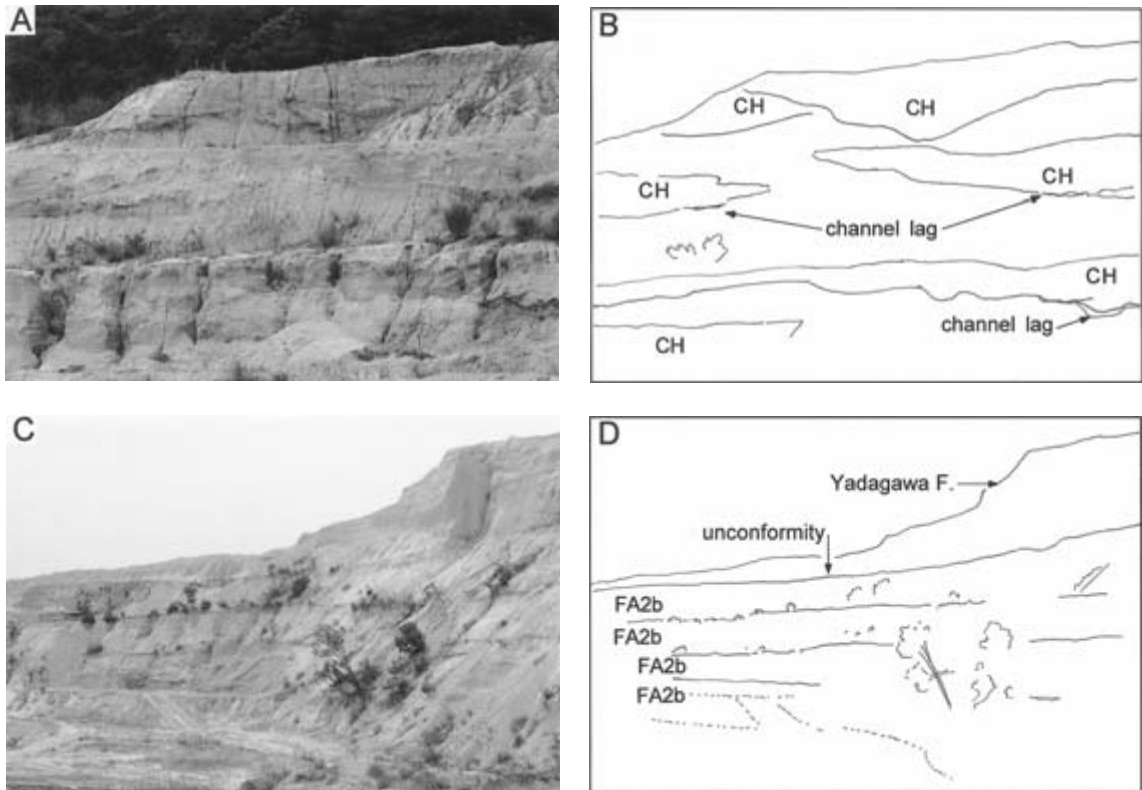 A
B
CH
CH
CH
CH
channel lag
CH
channel lag
CH
C
D
Yadagawa F.
unconformity
FA2b
FA2b
FA2b
FA2b